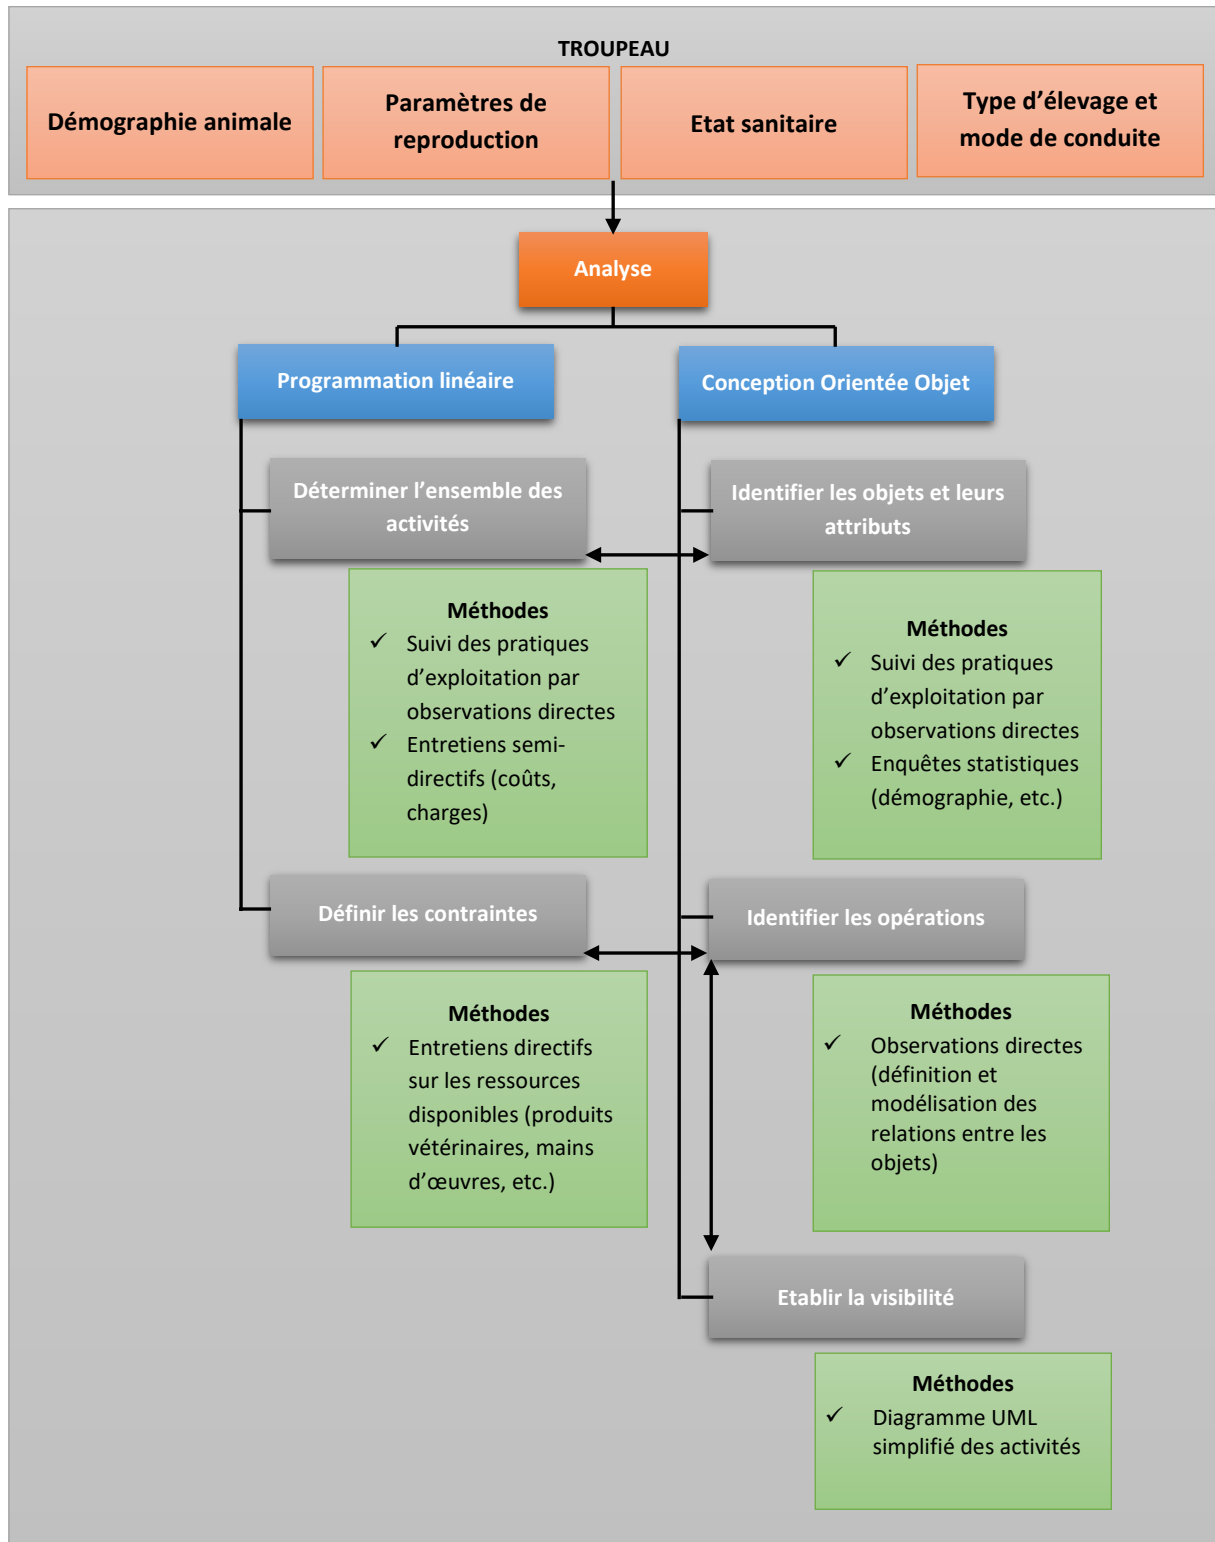 TROUPEAU
Démographie animale
Paramètres de
reproduction
Etat sanitaire
Type d’élevage et
mode de conduite
Analyse
Programmation linéaire
Conception Orientée Objet
Déterminer l’ensemble des
activités
Identifier les objets et leurs
attributs
Méthodes
✓ Suivi des pratiques
d’exploitation par
observations directes
✓ Entretiens semi-
directifs (coûts,
charges)
Méthodes
✓ Suivi des pratiques
d’exploitation par
observations directes
✓ Enquêtes statistiques
(démographie, etc.)
Définir les contraintes
Identifier les opérations
Méthodes
✓ Entretiens directifs
sur les ressources
disponibles (produits
vétérinaires, mains
d’œuvres, etc.)
Méthodes
✓ Observations directes
(définition et
modélisation des
relations entre les
objets)
Etablir la visibilité
Méthodes
✓ Diagramme UML
simplifié des activités